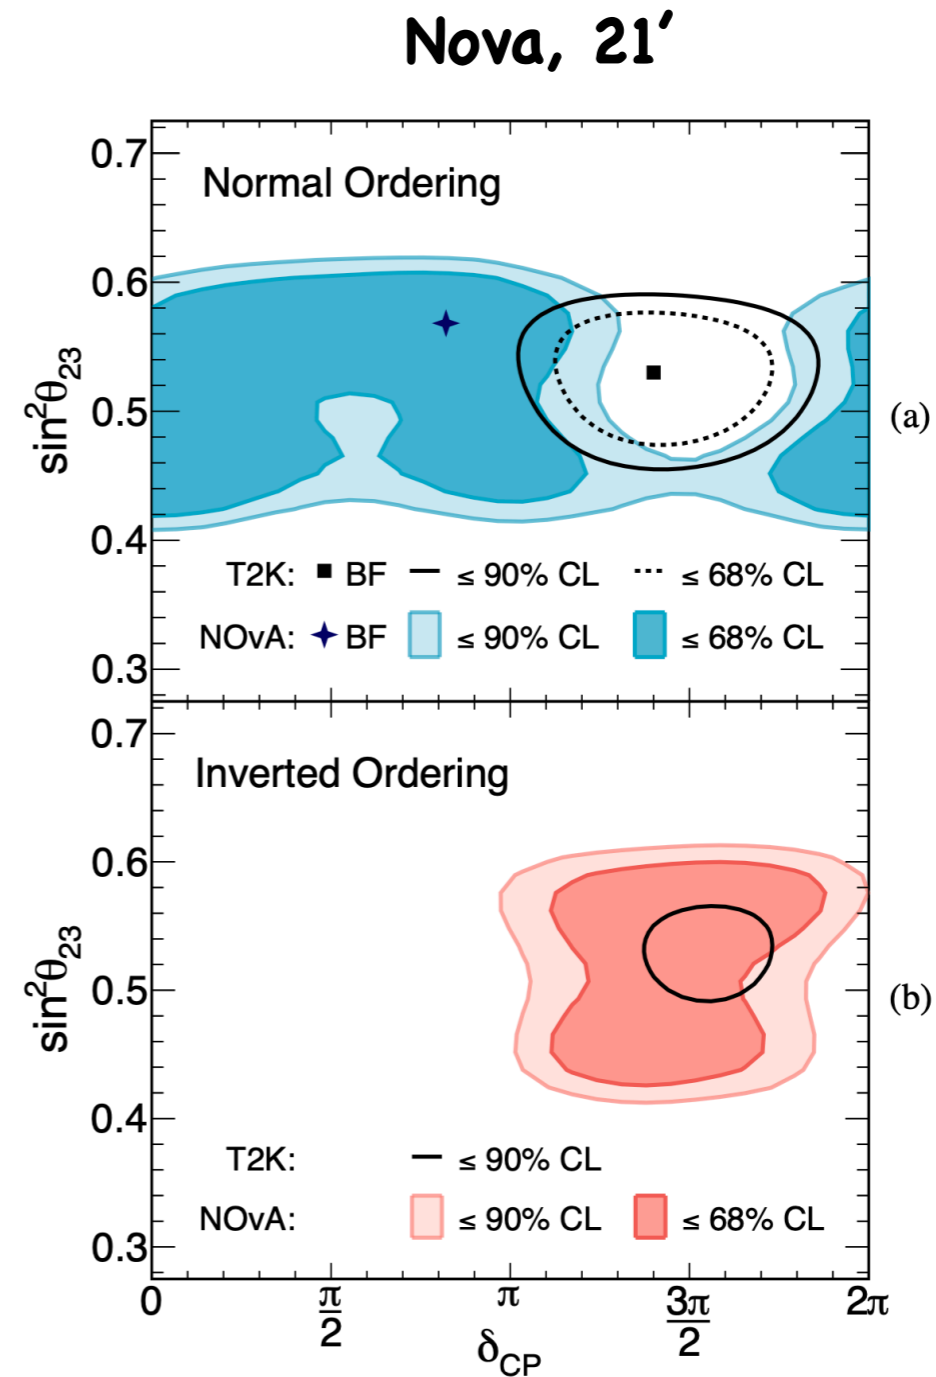 Nova, 21′
0.7
Normal Ordering
0.6
sin²θ₂₃
0.5
(a)
0.4
T2K: BF ≤ 90% CL ≤ 68% CL
NOvA: BF ≤ 90% CL ≤ 68% CL
0.3
0.7
Inverted Ordering
0.6
sin²θ₂₃
0.5
(b)
0.4
T2K: ≤ 90% CL
NOvA: ≤ 90% CL ≤ 68% CL
0.3
0 π/2 π 3π/2 2π
δCP